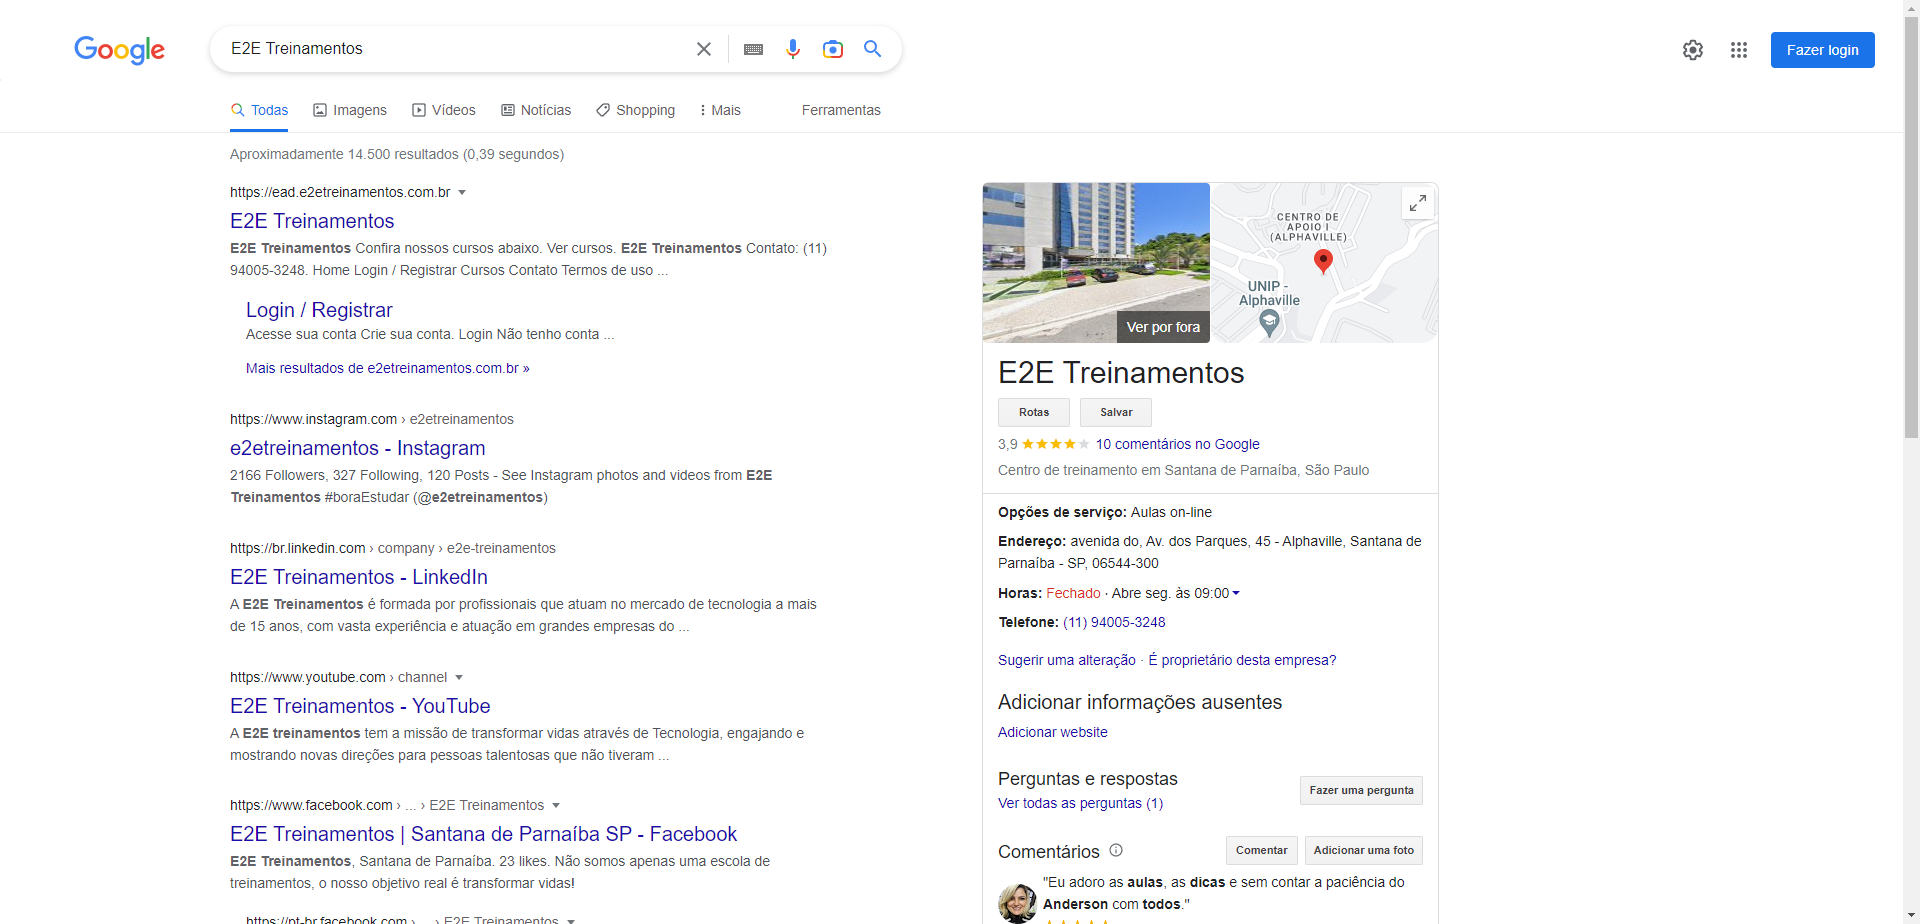 Google
E2E Treinamentos
Fazer login
Todas
Imagens
Vídeos
Notícias
Shopping
Mais
Ferramentas
Aproximadamente 14.500 resultados (0,39 segundos)
https://ead.e2etreinamentos.com.br
E2E Treinamentos
E2E Treinamentos Confira nossos cursos abaixo. Ver cursos. E2E Treinamentos Contato: (11)
94005-3248. Home Login / Registrar Cursos Contato Termos de uso ...
Login / Registrar
Acesse sua conta Crie sua conta. Login Não tenho conta ...
Mais resultados de e2etreinamentos.com.br »
https://www.instagram.com › e2etreinamentos
e2etreinamentos - Instagram
2166 Followers, 327 Following, 120 Posts - See Instagram photos and videos from E2E
Treinamentos #boraEstudar (@e2etreinamentos)
https://br.linkedin.com › company › e2e-treinamentos
E2E Treinamentos - LinkedIn
A E2E Treinamentos é formada por profissionais que atuam no mercado de tecnologia a mais
de 15 anos, com vasta experiência e atuação em grandes empresas do ...
https://www.youtube.com › channel
E2E Treinamentos - YouTube
A E2E treinamentos tem a missão de transformar vidas através de Tecnologia, engajando e
mostrando novas direções para pessoas talentosas que não tiveram ...
https://www.facebook.com › ... › E2E Treinamentos
E2E Treinamentos | Santana de Parnaíba SP - Facebook
E2E Treinamentos, Santana de Parnaíba. 23 likes. Não somos apenas uma escola de
treinamentos, o nosso objetivo real é transformar vidas!
https://pt-br.facebook.com › ... › E2E Treinamentos
Ver por fora
CENTRO DE
APOIO I
(ALPHAVILLE)
UNIP -
Alphaville
E2E Treinamentos
Rotas
Salvar
3,9
10 comentários no Google
Centro de treinamento em Santana de Parnaíba, São Paulo
Opções de serviço: Aulas on-line
Endereço: avenida do, Av. dos Parques, 45 - Alphaville, Santana de
Parnaíba - SP, 06544-300
Horas: Fechado · Abre seg. às 09:00
Telefone: (11) 94005-3248
Sugerir uma alteração · É proprietário desta empresa?
Adicionar informações ausentes
Adicionar website
Perguntas e respostas
Fazer uma pergunta
Ver todas as perguntas (1)
Comentários
Comentar
Adicionar uma foto
"Eu adoro as aulas, as dicas e sem contar a paciência do
Anderson com todos."